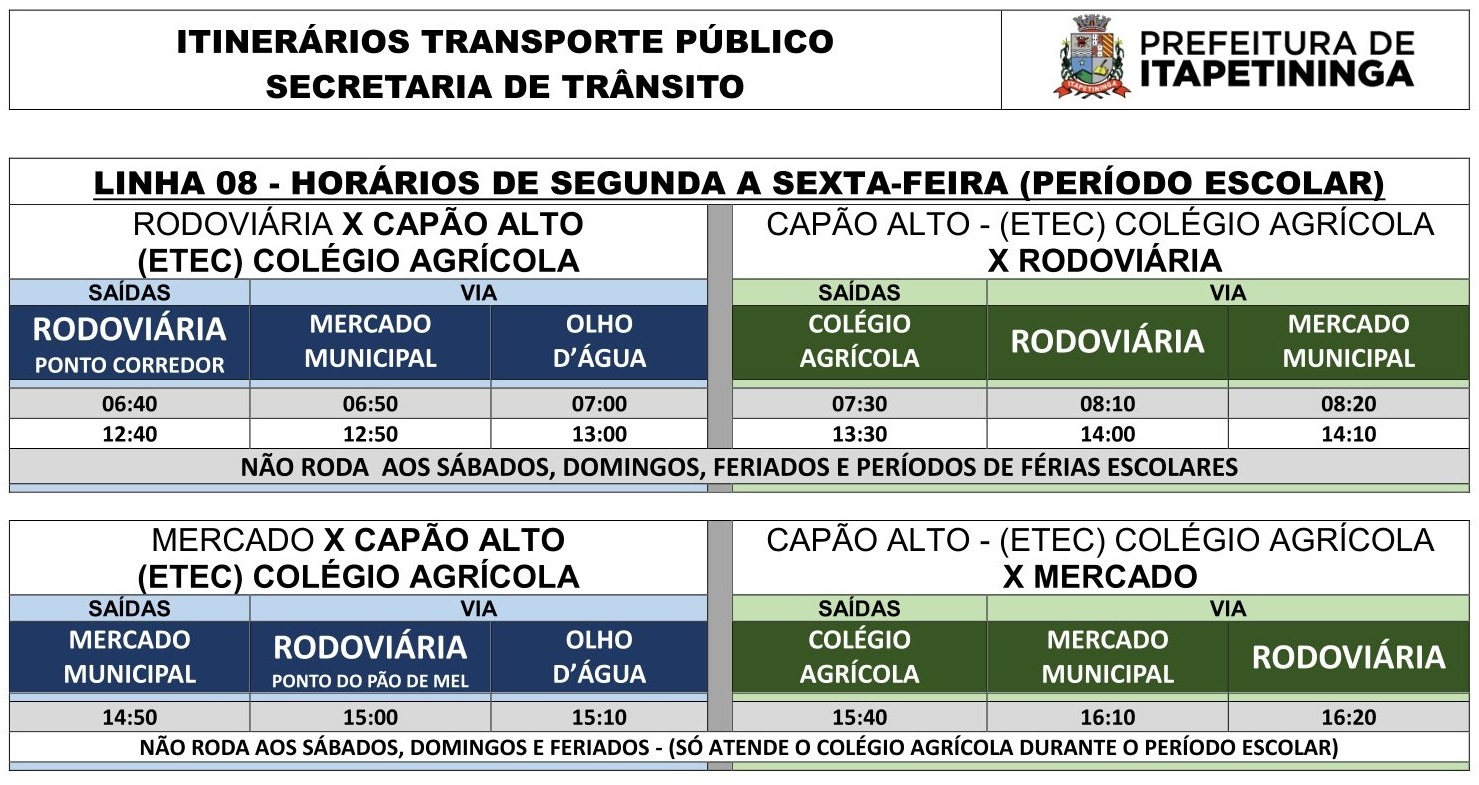 ITINERÁRIOS TRANSPORTE PÚBLICO
SECRETARIA DE TRÂNSITO
ITAPETININGA
PREFEITURA DE
ITAPETININGA
LINHA 08 - HORÁRIOS DE SEGUNDA A SEXTA-FEIRA (PERÍODO ESCOLAR)
RODOVIÁRIA X CAPÃO ALTO
(ETEC) COLÉGIO AGRÍCOLA
CAPÃO ALTO - (ETEC) COLÉGIO AGRÍCOLA
X RODOVIÁRIA
SAÍDAS VIA SAÍDAS VIA
RODOVIÁRIA
PONTO CORREDOR
MERCADO
MUNICIPAL
OLHO
D’ÁGUA
COLÉGIO
AGRÍCOLA
RODOVIÁRIA
MERCADO
MUNICIPAL
06:40 06:50 07:00 07:30 08:10 08:20
12:40 12:50 13:00 13:30 14:00 14:10
NÃO RODA  AOS SÁBADOS, DOMINGOS, FERIADOS E PERÍODOS DE FÉRIAS ESCOLARES
MERCADO X CAPÃO ALTO
(ETEC) COLÉGIO AGRÍCOLA
CAPÃO ALTO - (ETEC) COLÉGIO AGRÍCOLA
X MERCADO
SAÍDAS VIA SAÍDAS VIA
MERCADO
MUNICIPAL
RODOVIÁRIA
PONTO DO PÃO DE MEL
OLHO
D’ÁGUA
COLÉGIO
AGRÍCOLA
MERCADO
MUNICIPAL
RODOVIÁRIA
14:50 15:00 15:10 15:40 16:10 16:20
NÃO RODA AOS SÁBADOS, DOMINGOS E FERIADOS - (SÓ ATENDE O COLÉGIO AGRÍCOLA DURANTE O PERÍODO ESCOLAR)